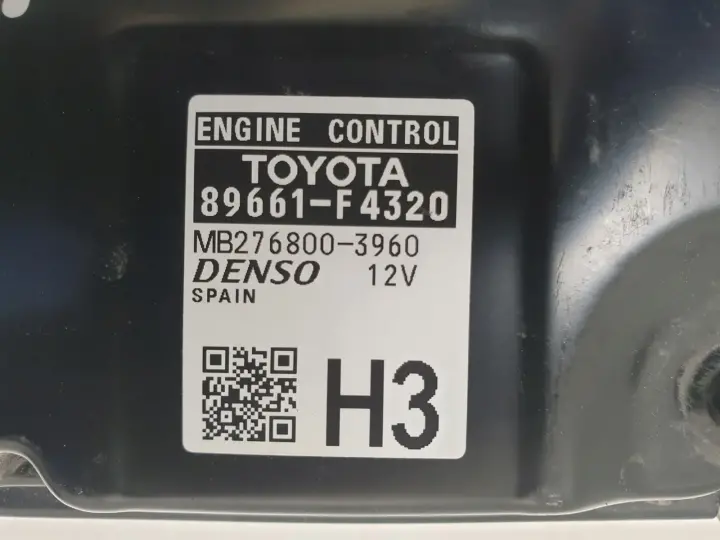 ENGINE CONTROL
TOYOTA
89661-F4320
MB276800-3960
DENSO 12V
SPAIN
H3